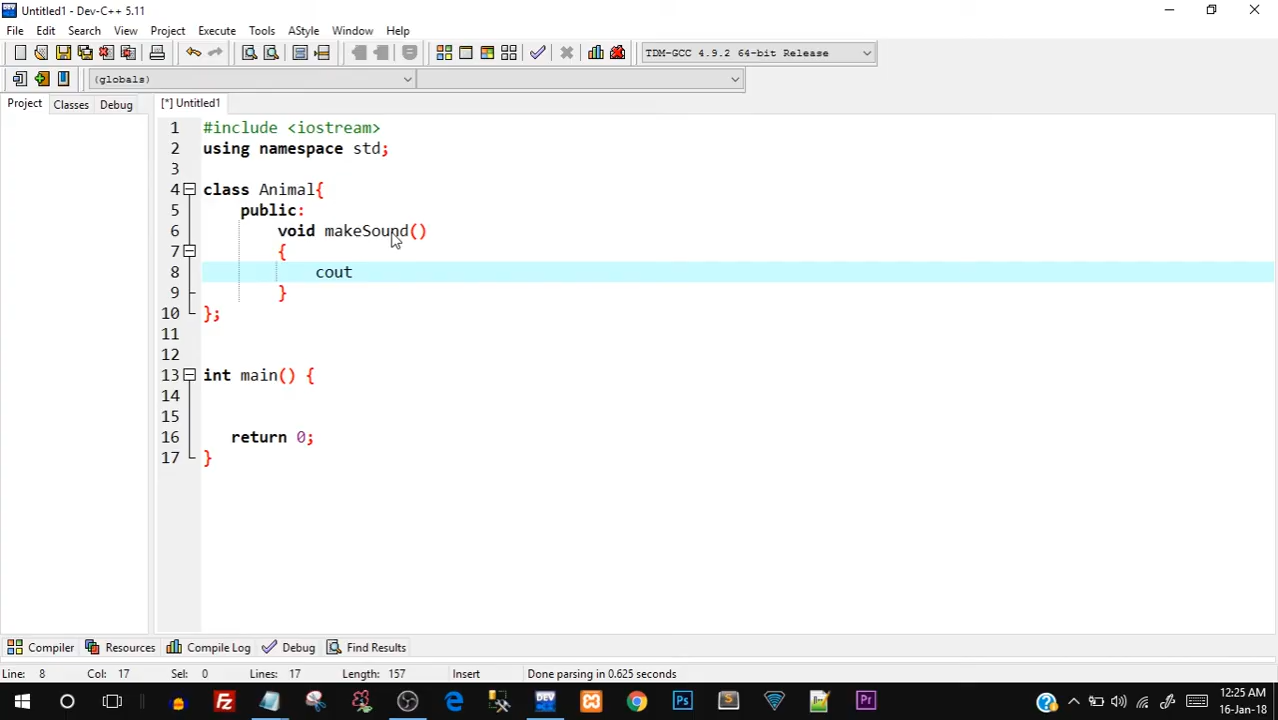 Untitled1 - Dev-C++ 5.11
File Edit Search View Project Execute Tools AStyle Window Help
TDM-GCC 4.9.2 64-bit Release
(globals)
Project Classes Debug [*] Untitled1
1 #include <iostream>
2 using namespace std;
3
4 class Animal{
5 public:
6 void makeSound()
7 {
8 cout
9 }
10 };
11
12
13 int main() {
14
15
16 return 0;
17 }
Compiler Resources Compile Log Debug Find Results
Line: 8 Col: 17 Sel: 0 Lines: 17 Length: 157 Insert Done parsing in 0.625 seconds
12:25 AM
16-Jan-18